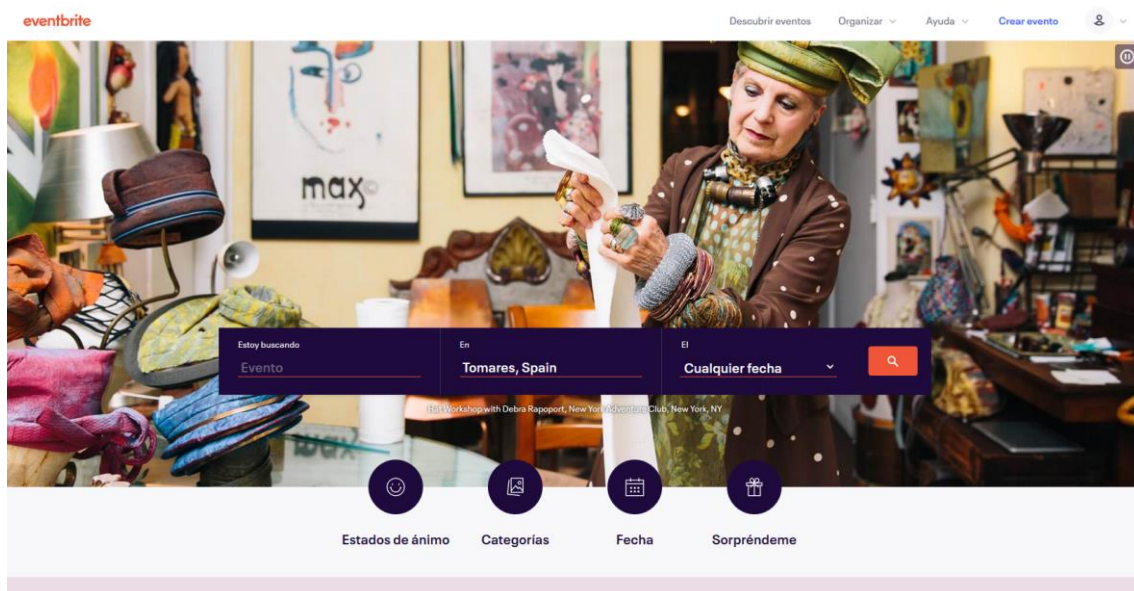 eventbrite
Descubrir eventos Organizar Ayuda Crear evento
max
Estoy buscando En El
Evento Tomares, Spain Cualquier fecha
Hat Workshop with Debra Rapoport, New York Adventure Club, New York, NY
Estados de ánimo Categorías Fecha Sorpréndeme